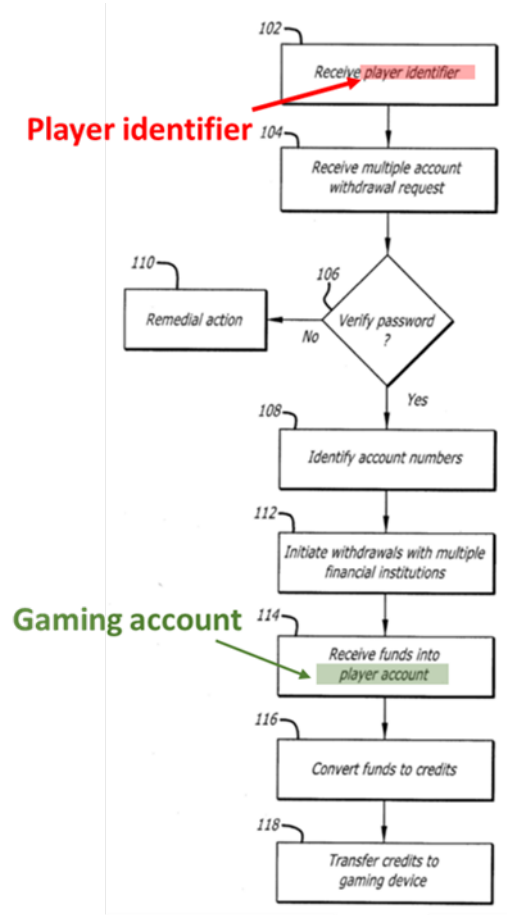 102
Receive player identifier
Player identifier
104
Receive multiple account
withdrawal request
110
106
Remedial action
No
Verify password
?
Yes
108
Identify account numbers
112
Initiate withdrawals with multiple
financial institutions
Gaming account
114
Receive funds into
player account
116
Convert funds to credits
118
Transfer credits to
gaming device